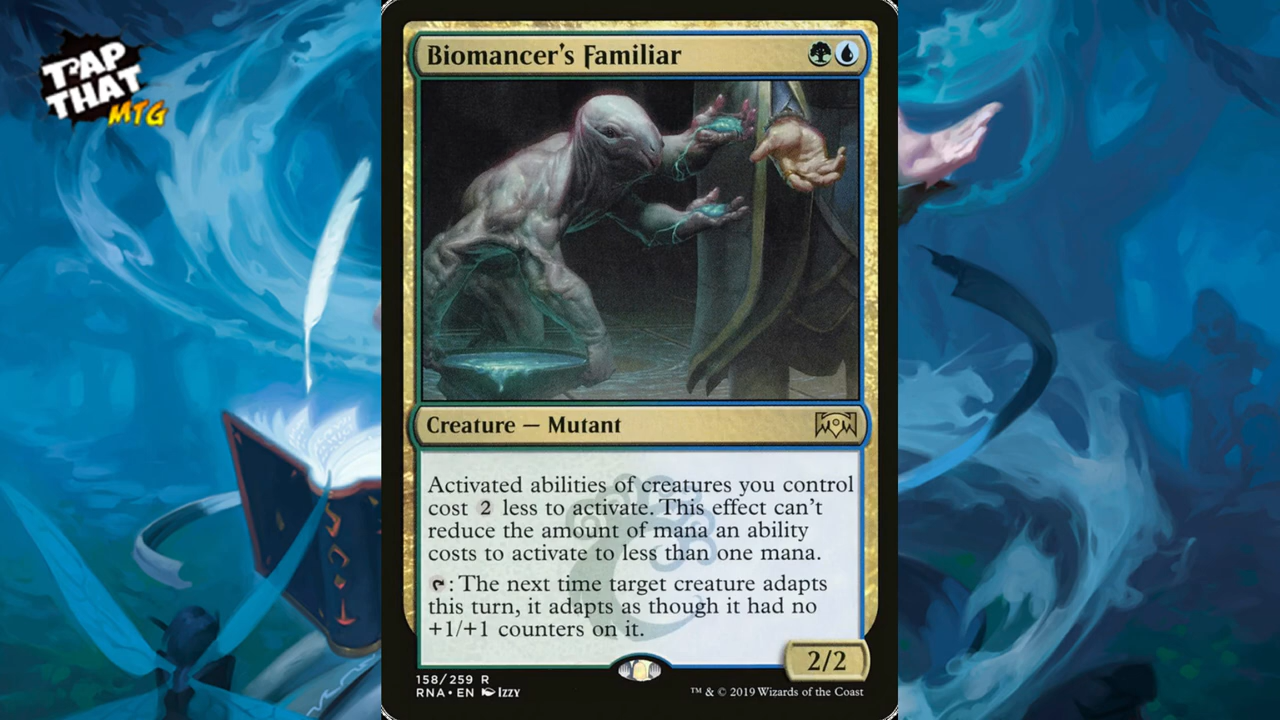 TRAP
THAT
MTG
Biomancer's Familiar
Creature — Mutant
Activated abilities of creatures you control
cost 2 less to activate. This effect can't
reduce the amount of mana an ability
costs to activate to less than one mana.
: The next time target creature adapts
this turn, it adapts as though it had no
+1/+1 counters on it.
2/2
158/259 R
RNA • EN Izzy
™ & © 2019 Wizards of the Coast